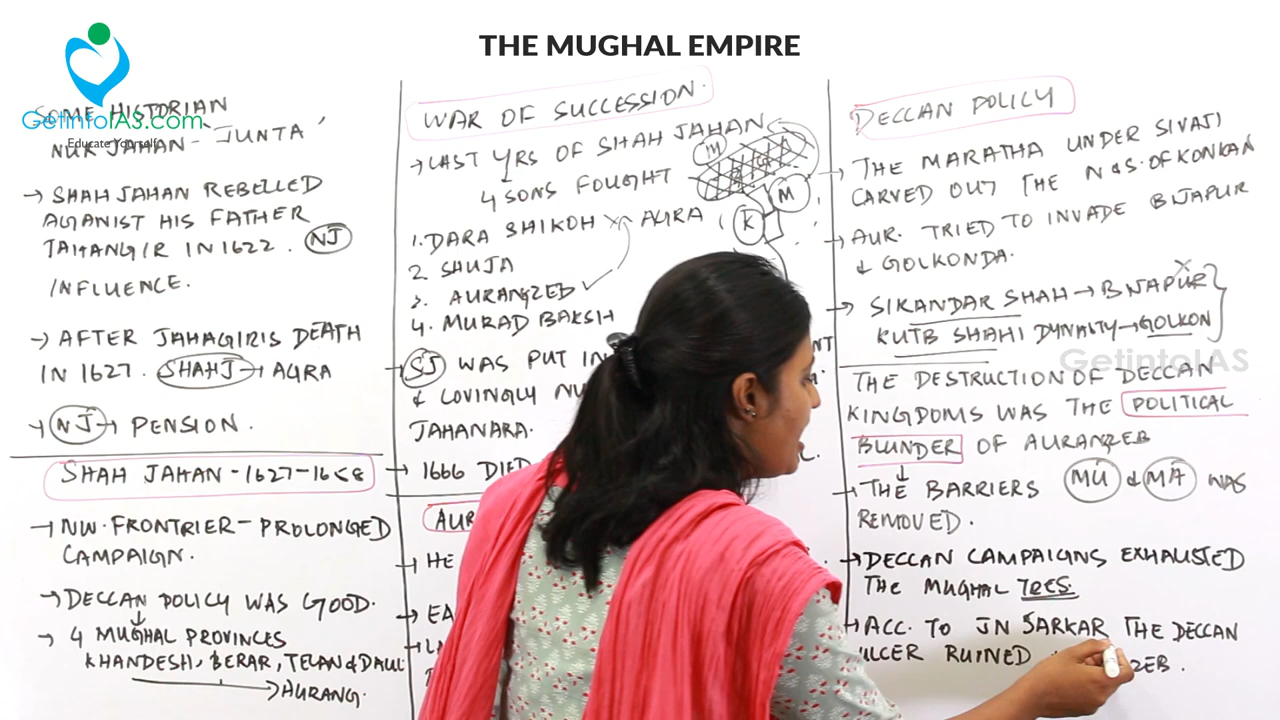 THE MUGHAL EMPIRE
GetintoIAS.com
Educate Yourself
SOME HISTORIAN
NUR JAHAN - "JUNTA"
→ SHAH JAHAN REBELLED
AGANIST HIS FATHER
JAHANGIR IN 1622. NJ
INFLUENCE.
→ AFTER JAHAGIRIS DEATH
IN 1627. SHAHJ → AGRA
→ NJ → PENSION.
SHAH JAHAN - 1627-1658
→ NW. FRONTRIER - PROLONGED
CAMPAIGN.
→ DECCAN POLICY WAS GOOD.
→ 4 MUGHAL PROVINCES
KHANDESH, BERAR, TELAN & DAUL
→ AURANG.
WAR OF SUCCESSION.
→ LAST YRS OF SHAH JAHAN
4 SONS FOUGHT
1. DARA SHIKOH X AGRA
2. SHUJA
3. AURANGZEB ✓
4. MURAD BAKSH
M
M
K
→ SJ WAS PUT IN
& LOVINGLY
JAHANARA.
→ 1666 DIED
AUR
→ HE
→ EA
DECCAN POLICY
→ THE MARATHA UNDER SIVAJI
CARVED OUT THE N & S. OF KONKAN
→ AUR. TRIED TO INVADE BIJAPUR
& GOLKONDA.
→ SIKANDAR SHAH → BIJAPUR
KUTB SHAHI DYNASTY → GOLKON
GetintoIAS
THE DESTRUCTION OF DECCAN
KINGDOMS WAS THE POLITICAL
BLUNDER OF AURANZEB
→ THE BARRIERS MU & MA WAS
REMOVED.
→ DECCAN CAMPAIGNS EXHAUSTED
THE MUGHAL TRES.
→ ACC. TO JN SARKAR THE DECCAN
ULCER RUINED ZEB.